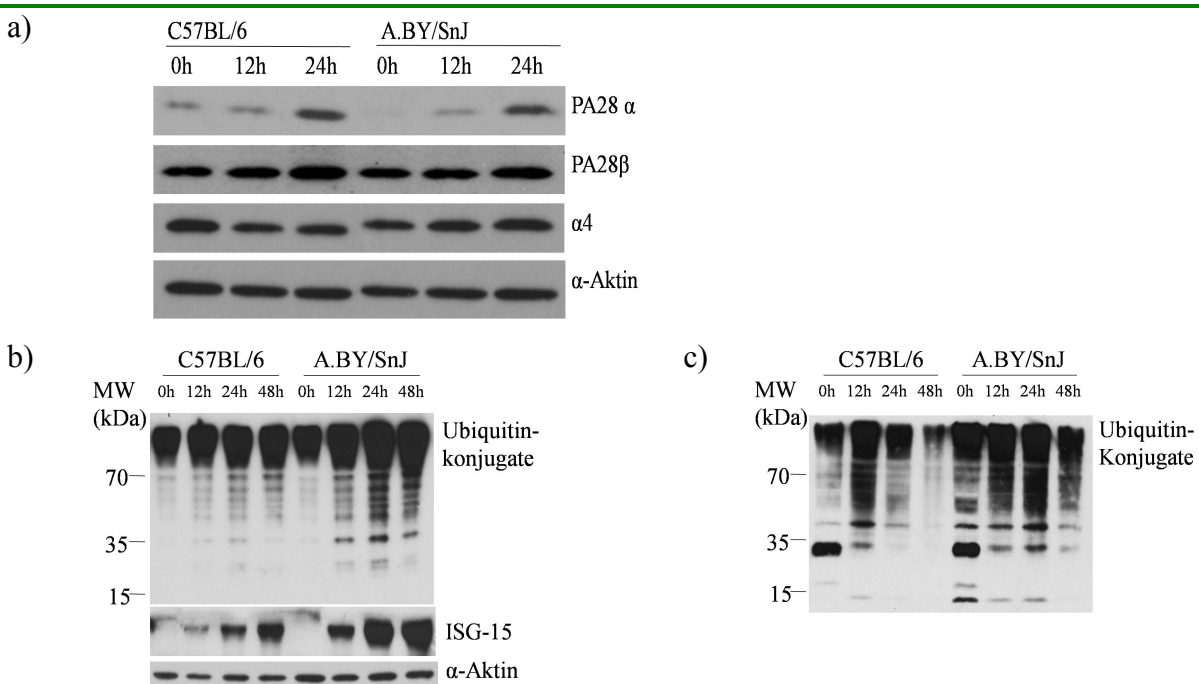 a)
C57BL/6 A.BY/SnJ
0h 12h 24h 0h 12h 24h
PA28 α
PA28β
α4
α-Aktin
b)
C57BL/6 A.BY/SnJ
MW 0h 12h 24h 48h 0h 12h 24h 48h
(kDa)
Ubiquitin-
konjugate
70
35
15
ISG-15
α-Aktin
c)
C57BL/6 A.BY/SnJ
MW 0h 12h 24h 48h 0h 12h 24h 48h
(kDa)
Ubiquitin-
Konjugate
70
35
15